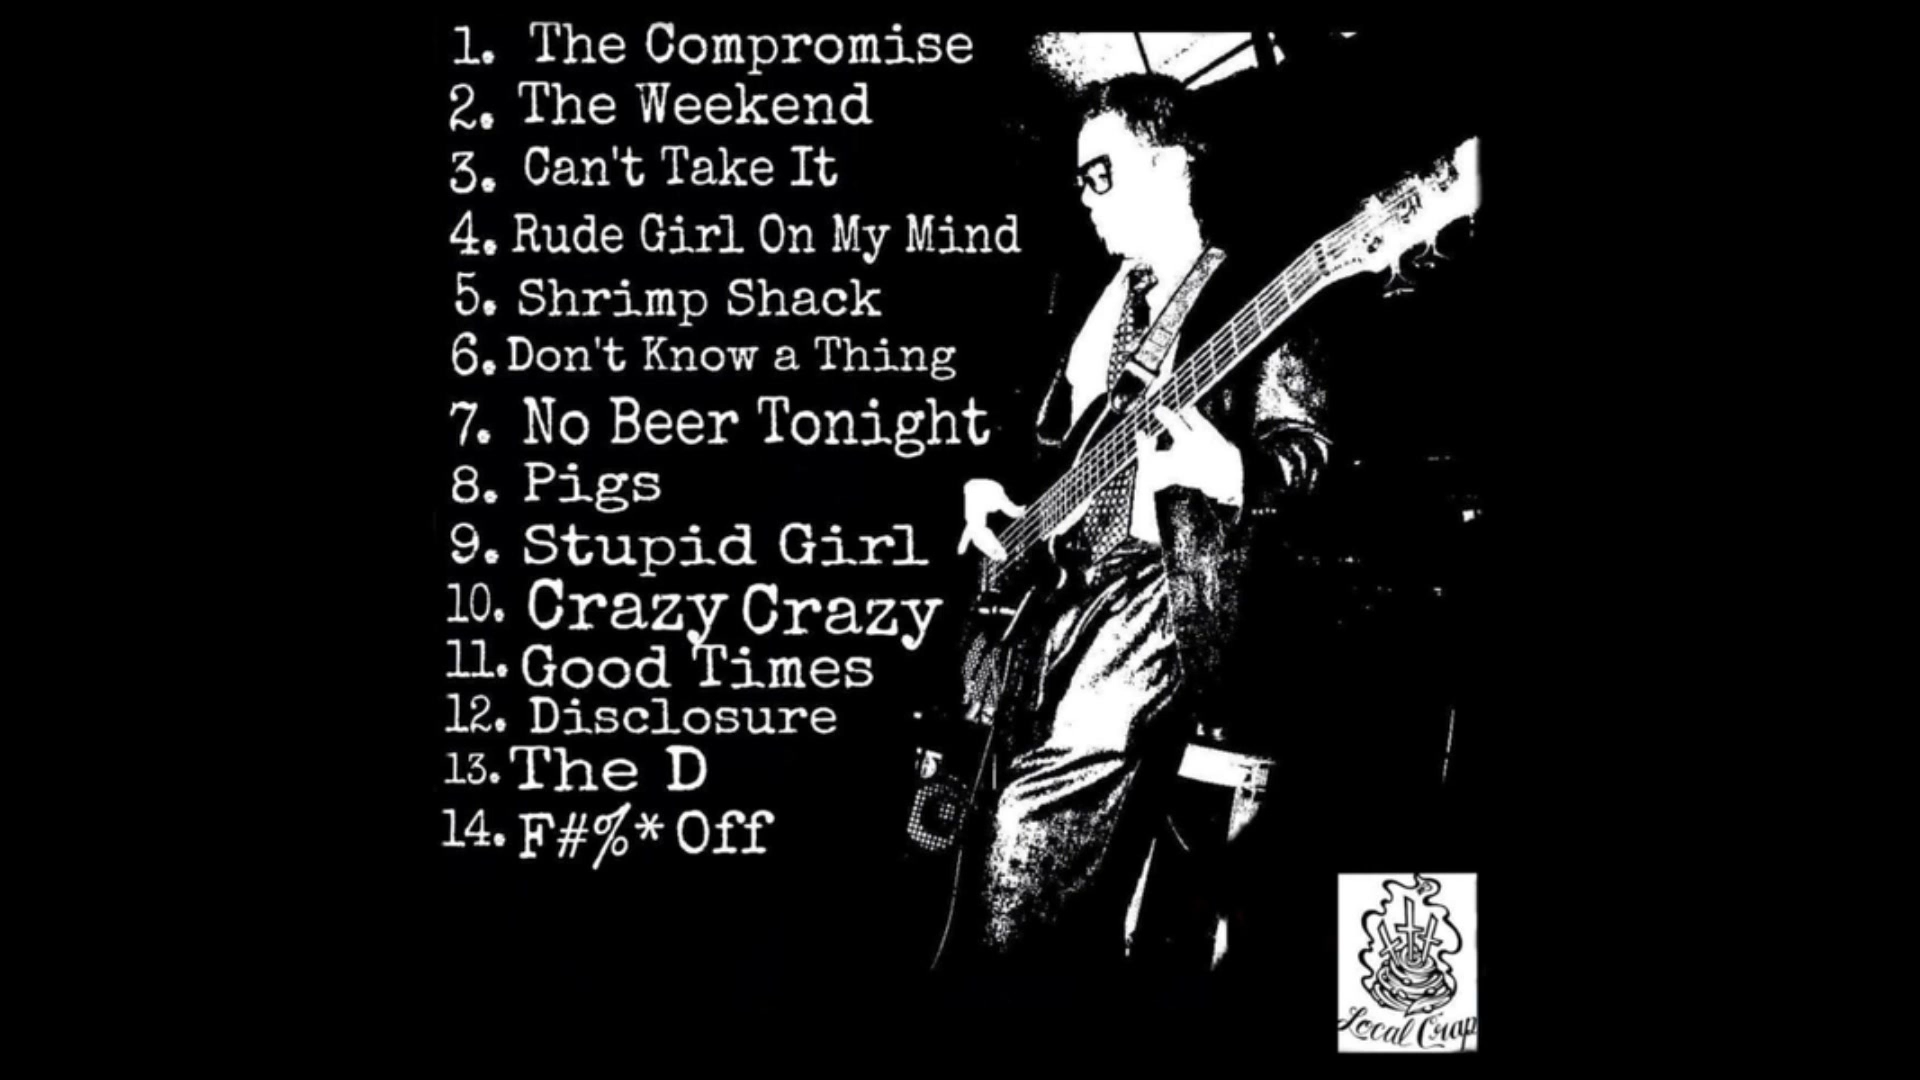 1. The Compromise
2. The Weekend
3. Can't Take It
4. Rude Girl On My Mind
5. Shrimp Shack
6. Don't Know a Thing
7. No Beer Tonight
8. Pigs
9. Stupid Girl
10. Crazy Crazy
11. Good Times
12. Disclosure
13. The D
14. F#%* Off
Local Crap